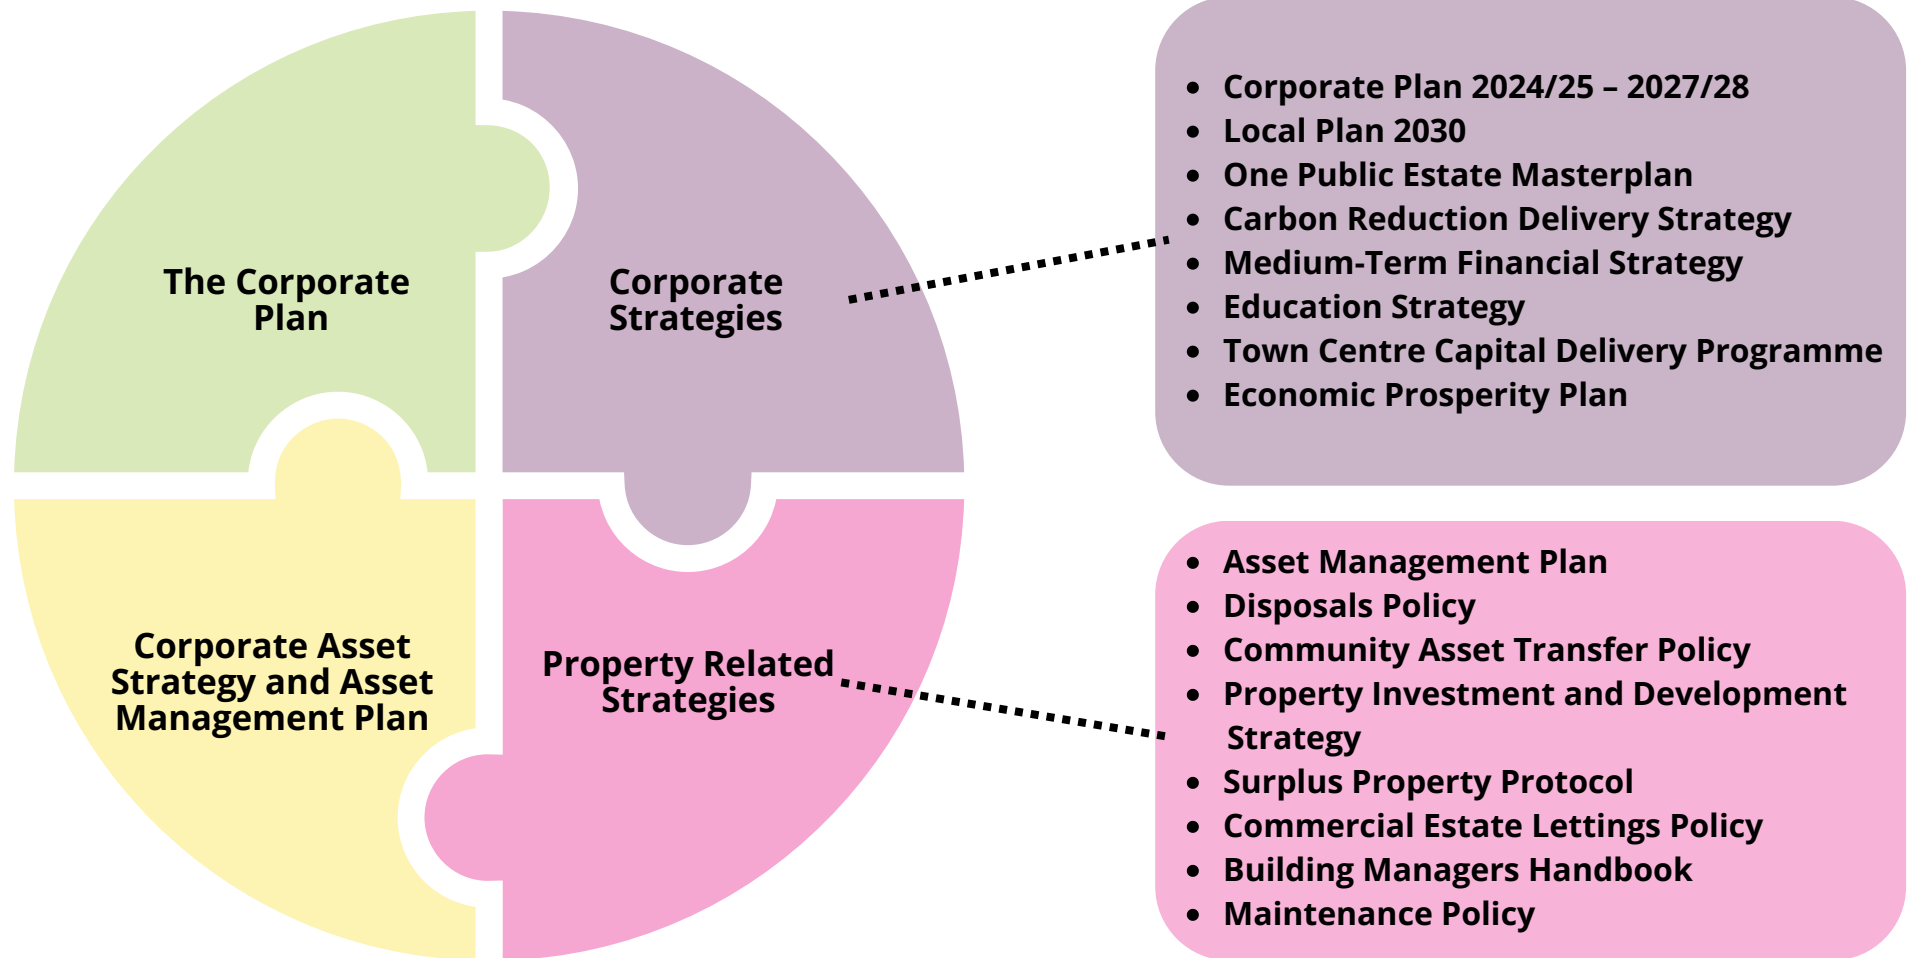 The Corporate
Plan
Corporate
Strategies
Corporate Asset
Strategy and Asset
Management Plan
Property Related
Strategies
• Corporate Plan 2024/25 – 2027/28
• Local Plan 2030
• One Public Estate Masterplan
• Carbon Reduction Delivery Strategy
• Medium-Term Financial Strategy
• Education Strategy
• Town Centre Capital Delivery Programme
• Economic Prosperity Plan
• Asset Management Plan
• Disposals Policy
• Community Asset Transfer Policy
• Property Investment and Development
Strategy
• Surplus Property Protocol
• Commercial Estate Lettings Policy
• Building Managers Handbook
• Maintenance Policy